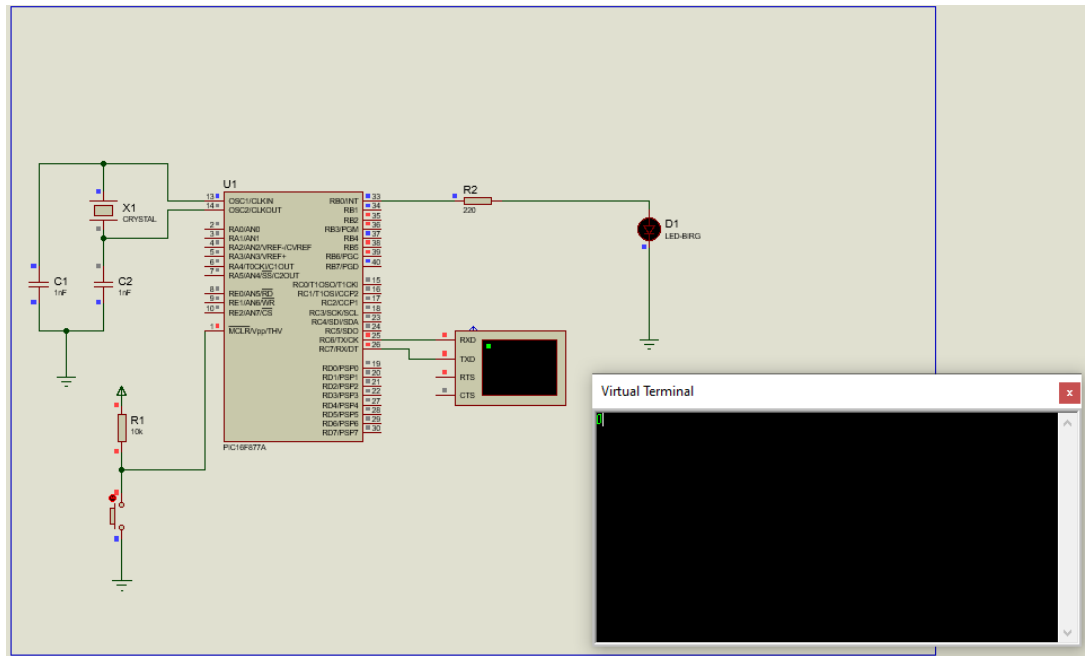 U1
13
OSC1/CLKIN
14
OSC2/CLKOUT
2
RA0/AN0
3
RA1/AN1
4
RA2/AN2/VREF-/CVREF
5
RA3/AN3/VREF+
6
RA4/T0CKI/C1OUT
7
RA5/AN4/SS/C2OUT
8
RE0/AN5/RD
9
RE1/AN6/WR
10
RE2/AN7/CS
1
MCLR/Vpp/THV
RB0/INT
33
RB1
34
RB2
35
RB3/PGM
36
RB4
37
RB5
38
RB6/PGC
39
RB7/PGD
40
RC0/T1OSO/T1CKI
15
RC1/T1OSI/CCP2
16
RC2/CCP1
17
RC3/SCK/SCL
18
RC4/SDI/SDA
23
RC5/SDO
24
RC6/TX/CK
25
RC7/RX/DT
26
RD0/PSP0
19
RD1/PSP1
20
RD2/PSP2
21
RD3/PSP3
22
RD4/PSP4
27
RD5/PSP5
28
RD6/PSP6
29
RD7/PSP7
30
PIC16F877A
X1
CRYSTAL
C1
1nF
C2
1nF
R1
10k
R2
220
D1
LED-BIRG
RXD
TXD
RTS
CTS
Virtual Terminal
x